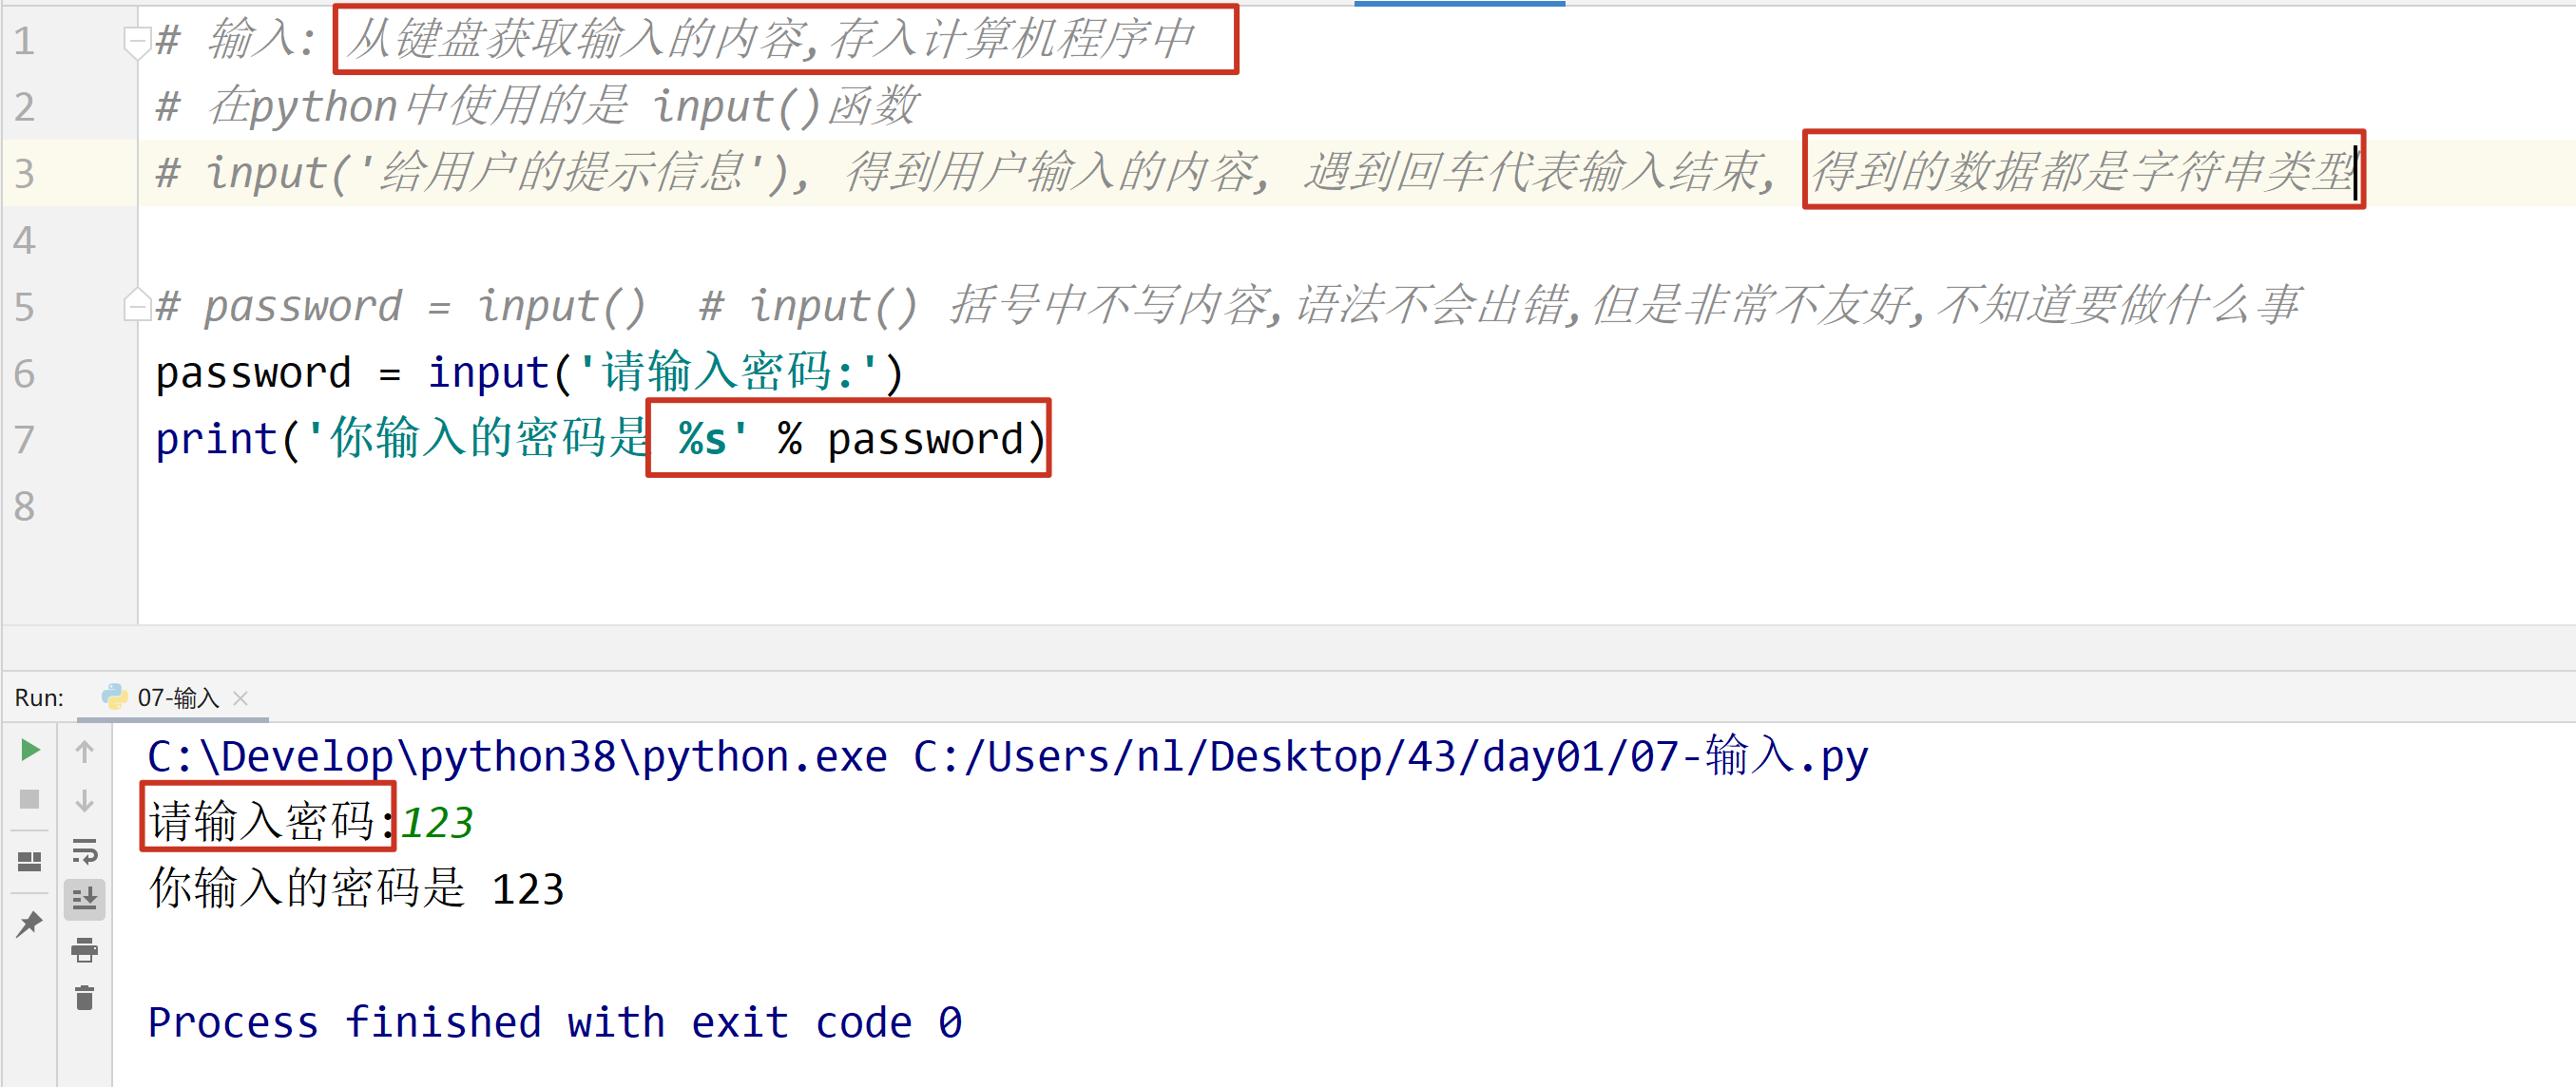 1 # 输入: 从键盘获取输入的内容,存入计算机程序中
2 # 在python中使用的是 input()函数
3 # input('给用户的提示信息'), 得到用户输入的内容, 遇到回车代表输入结束, 得到的数据都是字符串类型
4
5 # password = input()  # input() 括号中不写内容,语法不会出错,但是非常不友好,不知道要做什么事
6 password = input('请输入密码:')
7 print('你输入的密码是 %s' % password)
8
Run: 07-输入
C:\Develop\python38\python.exe C:/Users/nl/Desktop/43/day01/07-输入.py
请输入密码:123
你输入的密码是 123
Process finished with exit code 0